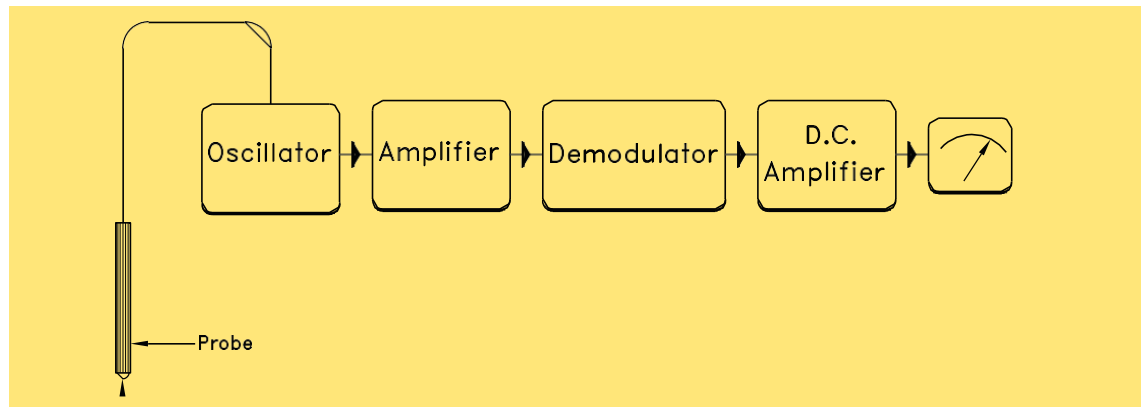 Oscillator
Amplifier
Demodulator
D.C.
Amplifier
Probe